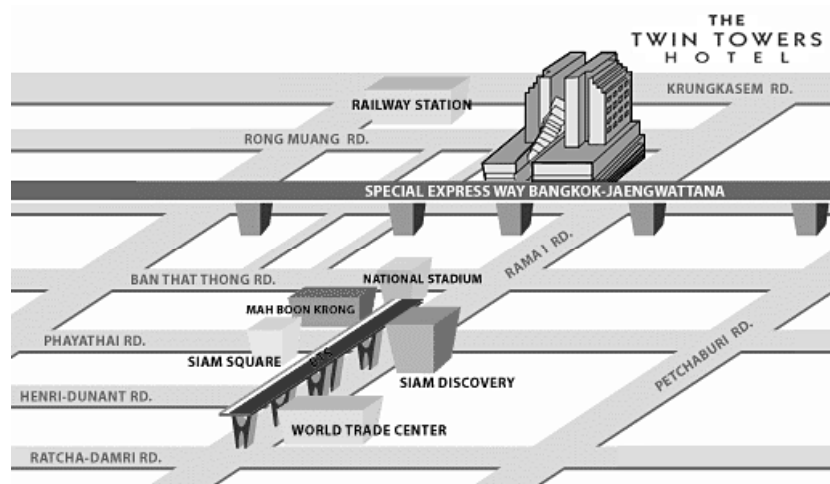 THE
TWIN TOWERS
HOTEL
KRUNGKASEM RD.
RAILWAY STATION
RONG MUANG RD.
SPECIAL EXPRESS WAY BANGKOK-JAENGWATTANA
RAMA I RD.
BAN THAT THONG RD.
NATIONAL STADIUM
MAH BOON KRONG
PHAYATHAI RD.
SIAM SQUARE
BTS
SIAM DISCOVERY
PETCHABURI RD.
HENRI-DUNANT RD.
WORLD TRADE CENTER
RATCHA-DAMRI RD.